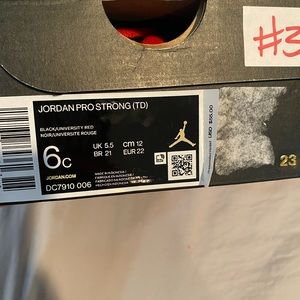 #3
JORDAN PRO STRONG (TD)
BLACK/UNIVERSITY RED
NOIR/UNIVERSITE ROUGE
6C
UK 5.5
cm 12
BR 21
EUR 22
JORDAN.COM
DC7910 006
MADE IN INDONESIA
23